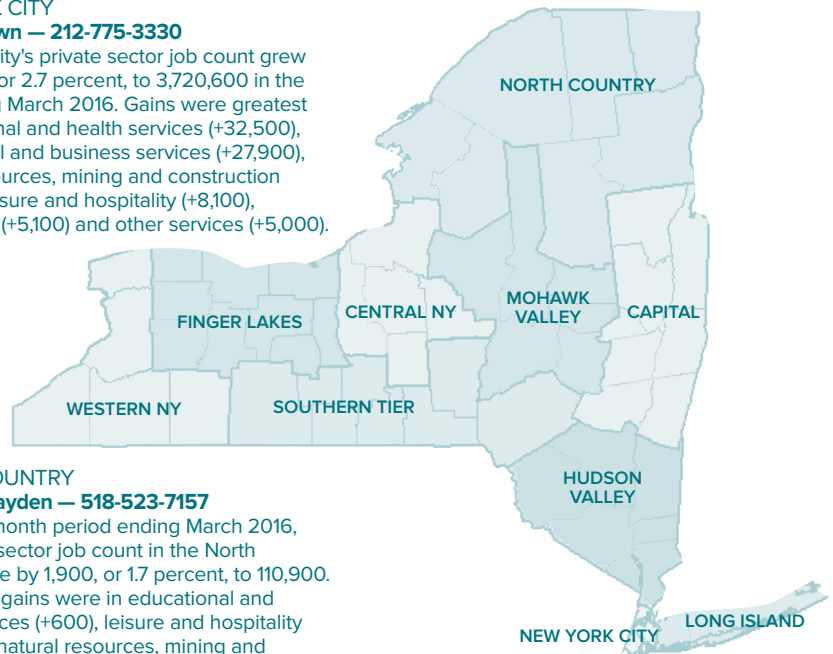 CITY
wn — 212-775-3330
ity's private sector job count grew
or 2.7 percent, to 3,720,600 in the
March 2016. Gains were greatest
nal and health services (+32,500),
l and business services (+27,900),
urces, mining and construction
sure and hospitality (+8,100),
(+5,100) and other services (+5,000).
NORTH COUNTRY
FINGER LAKES
CENTRAL NY
MOHAWK
VALLEY
CAPITAL
WESTERN NY
SOUTHERN TIER
HUDSON
VALLEY
OUNTRY
ayden — 518-523-7157
month period ending March 2016,
sector job count in the North
e by 1,900, or 1.7 percent, to 110,900.
gains were in educational and
ces (+600), leisure and hospitality
natural resources, mining and
NEW YORK CITY
LONG ISLAND